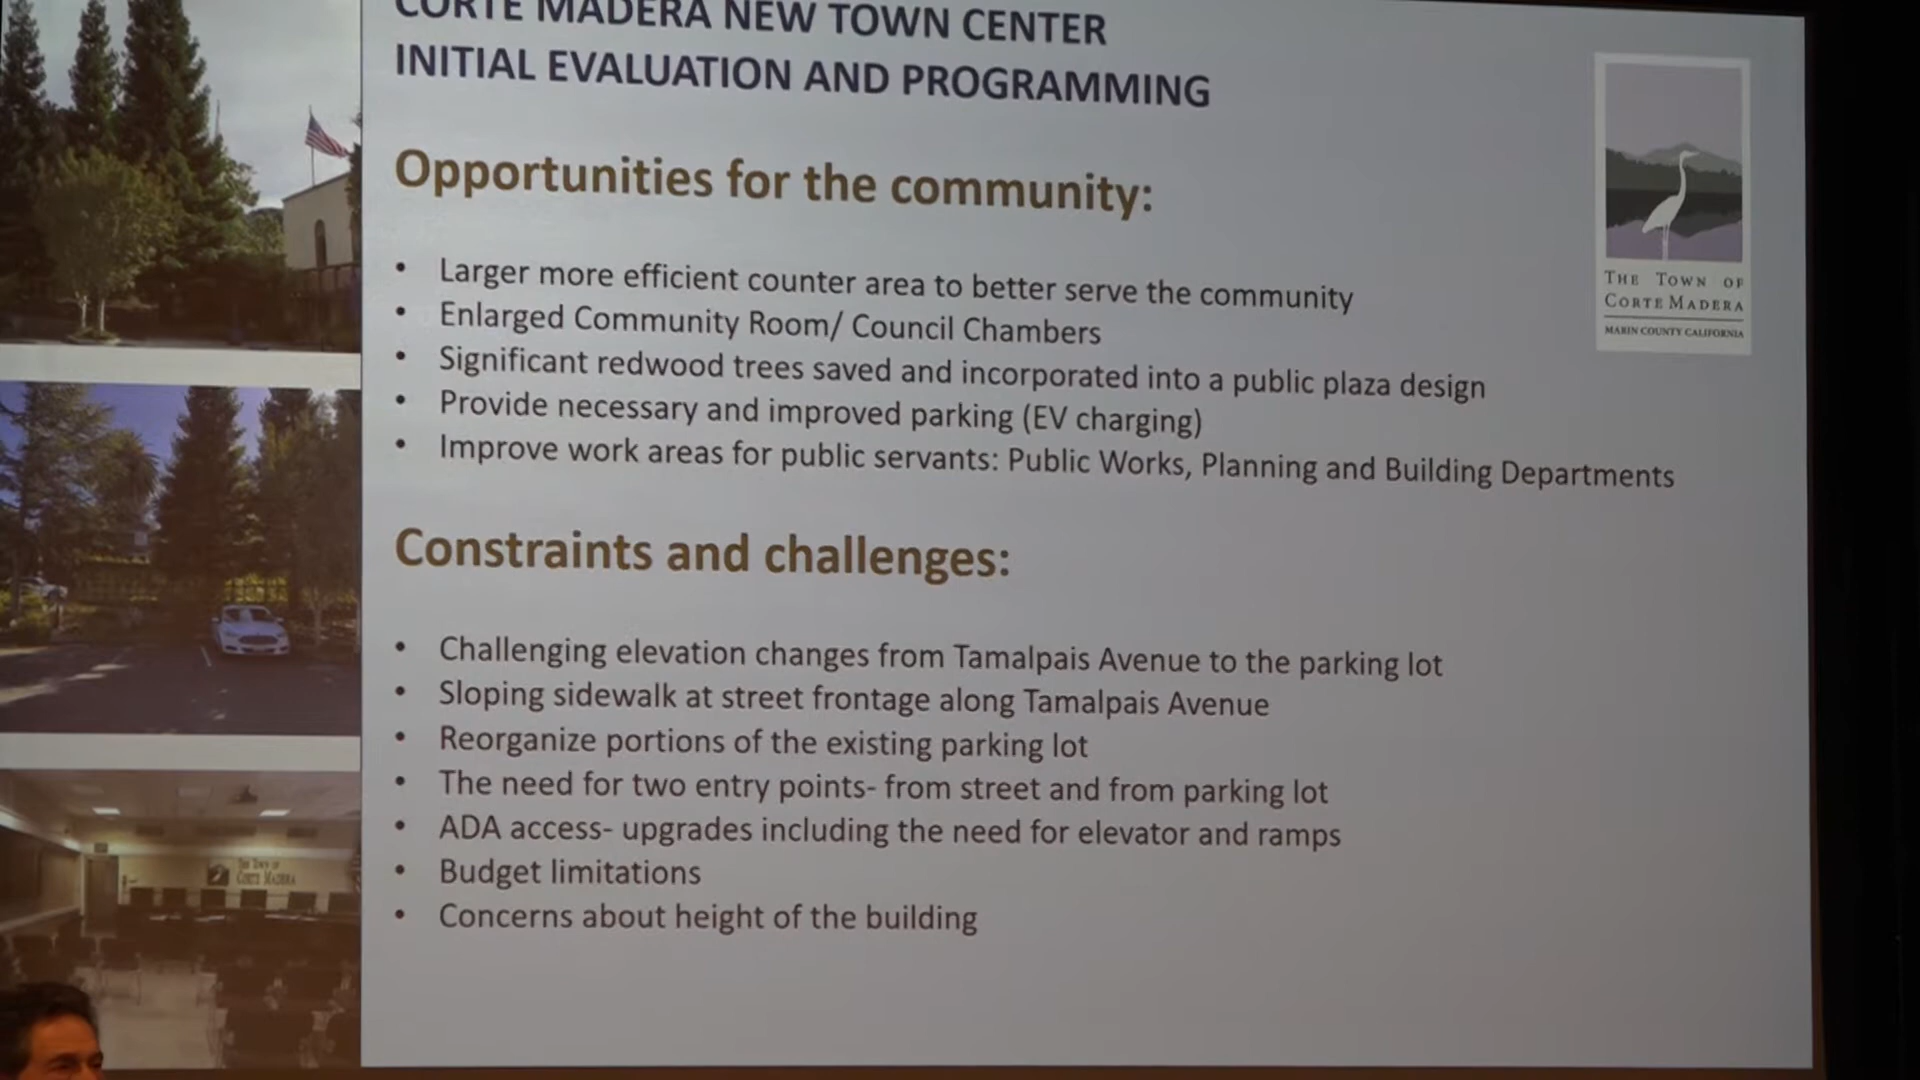 CORTE MADERA NEW TOWN CENTER
INITIAL EVALUATION AND PROGRAMMING
Opportunities for the community:
• Larger more efficient counter area to better serve the community
• Enlarged Community Room/ Council Chambers
• Significant redwood trees saved and incorporated into a public plaza design
• Provide necessary and improved parking (EV charging)
• Improve work areas for public servants: Public Works, Planning and Building Departments
Constraints and challenges:
• Challenging elevation changes from Tamalpais Avenue to the parking lot
• Sloping sidewalk at street frontage along Tamalpais Avenue
• Reorganize portions of the existing parking lot
• The need for two entry points- from street and from parking lot
• ADA access- upgrades including the need for elevator and ramps
• Budget limitations
• Concerns about height of the building
THE TOWN OF
CORTE MADERA
MARIN COUNTY CALIFORNIA
THE TOWN OF
CORTE MADERA